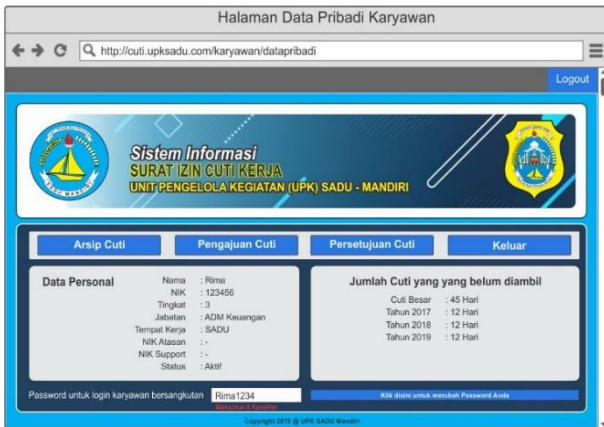 Halaman Data Pribadi Karyawan
http://cuti.upksadu.com/karyawan/datapribadi
Logout
Sistem Informasi
SURAT IZIN CUTI KERJA
UNIT PENGELOLA KEGIATAN (UPK) SADU - MANDIRI
Arsip Cuti
Pengajuan Cuti
Persetujuan Cuti
Keluar
Data Personal
Nama : Rima
NIK : 123456
Tingkat : 3
Jabatan : ADM Keuangan
Tempat Kerja : SADU
NIK Atasan : -
NIK Support : -
Status : Aktif
Jumlah Cuti yang yang belum diambil
Cuti Besar : 45 Hari
Tahun 2017 : 12 Hari
Tahun 2018 : 12 Hari
Tahun 2019 : 12 Hari
Password untuk login karyawan bersangkutan
Rima1234
Maksimal 8 Karakter
Klik disini untuk merubah Password Anda
Copyright 2018 @ UPK SADU Mandiri